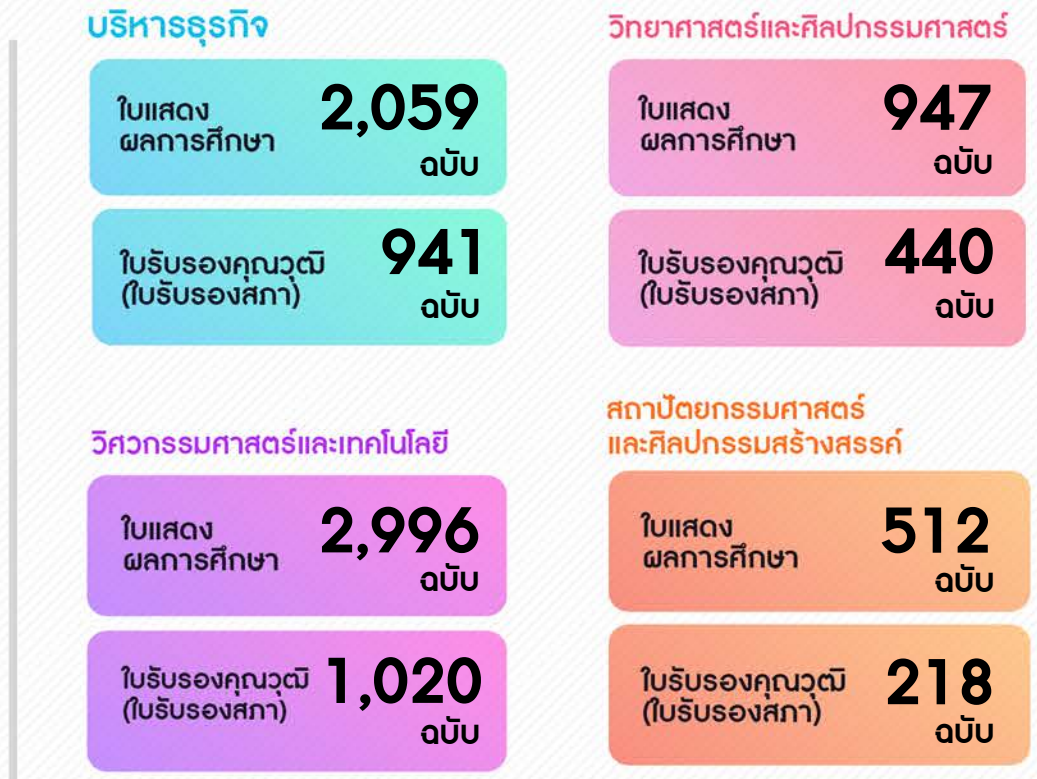 บริหารธุรกิจ
ใบแสดง
ผลการศึกษา
2,059
ฉบับ
ใบรับรองคุณวุฒิ
(ใบรับรองสภา)
941
ฉบับ
วิทยาศาสตร์และศิลปกรรมศาสตร์
ใบแสดง
ผลการศึกษา
947
ฉบับ
ใบรับรองคุณวุฒิ
(ใบรับรองสภา)
440
ฉบับ
วิศวกรรมศาสตร์และเทคโนโลยี
ใบแสดง
ผลการศึกษา
2,996
ฉบับ
ใบรับรองคุณวุฒิ
(ใบรับรองสภา)
1,020
ฉบับ
สถาปัตยกรรมศาสตร์
และศิลปกรรมสร้างสรรค์
ใบแสดง
ผลการศึกษา
512
ฉบับ
ใบรับรองคุณวุฒิ
(ใบรับรองสภา)
218
ฉบับ